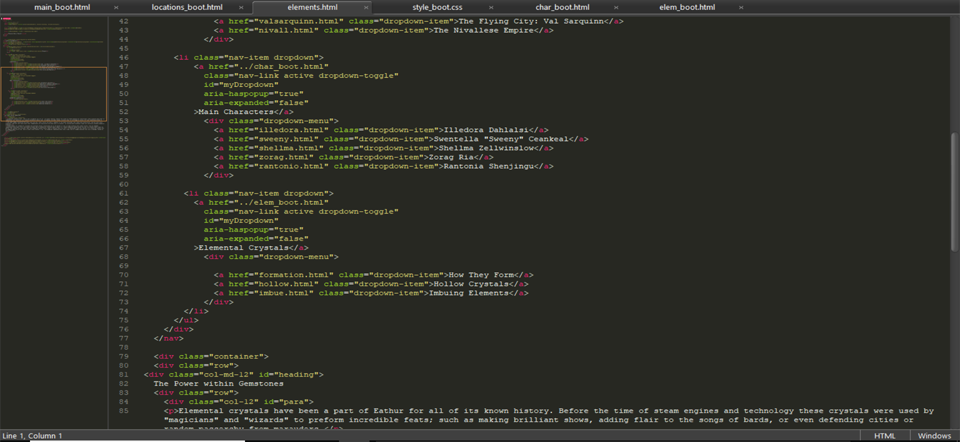 main_boot.html × locations_boot.html × elements.html × style_boot.css × char_boot.html × elem_boot.html ×
42 <a href="valsarquinn.html" class="dropdown-item">The Flying City: Val Sarquinn</a>
43 <a href="nivall.html" class="dropdown-item">The Nivallese Empire</a>
44 </div>
45
46 <li class="nav-item dropdown">
47 <a href="../char_boot.html"
48 class="nav-link active dropdown-toggle"
49 id="myDropdown"
50 aria-haspopup="true"
51 aria-expanded="false"
52 >Main Characters</a>
53 <div class="dropdown-menu">
54 <a href="illedora.html" class="dropdown-item">Illedora Dahlalsi</a>
55 <a href="sweeny.html" class="dropdown-item">Swentella "Sweeny" Ceankeal</a>
56 <a href="shellma.html" class="dropdown-item">Shellma Zellwinslow</a>
57 <a href="zorag.html" class="dropdown-item">Zorag Ria</a>
58 <a href="rantonio.html" class="dropdown-item">Rantonia Shenjingu</a>
59 </div>
60
61 <li class="nav-item dropdown">
62 <a href="../elem_boot.html"
63 class="nav-link active dropdown-toggle"
64 id="myDropdown"
65 aria-haspopup="true"
66 aria-expanded="false"
67 >Elemental Crystals</a>
68 <div class="dropdown-menu">
69
70 <a href="formation.html" class="dropdown-item">How They Form</a>
71 <a href="hollow.html" class="dropdown-item">Hollow Crystals</a>
72 <a href="imbue.html" class="dropdown-item">Imbuing Elements</a>
73 </div>
74 </li>
75 </ul>
76 </div>
77 </nav>
78
79 <div class="container">
80 <div class="row">
81 <div class="col-md-12" id="heading">
82 The Power within Gemstones
83 <div class="row">
84 <div class="col-12" id="para">
85 <p>Elemental crystals have been a part of Eathur for all of its known history. Before the time of steam engines and technology these crystals were used by
"magicians" and "wizards" to preform incredible feats; such as making brilliant shows, adding flair to the songs of bards, or even defending cities or
Line 1, Column 1 HTML Windows